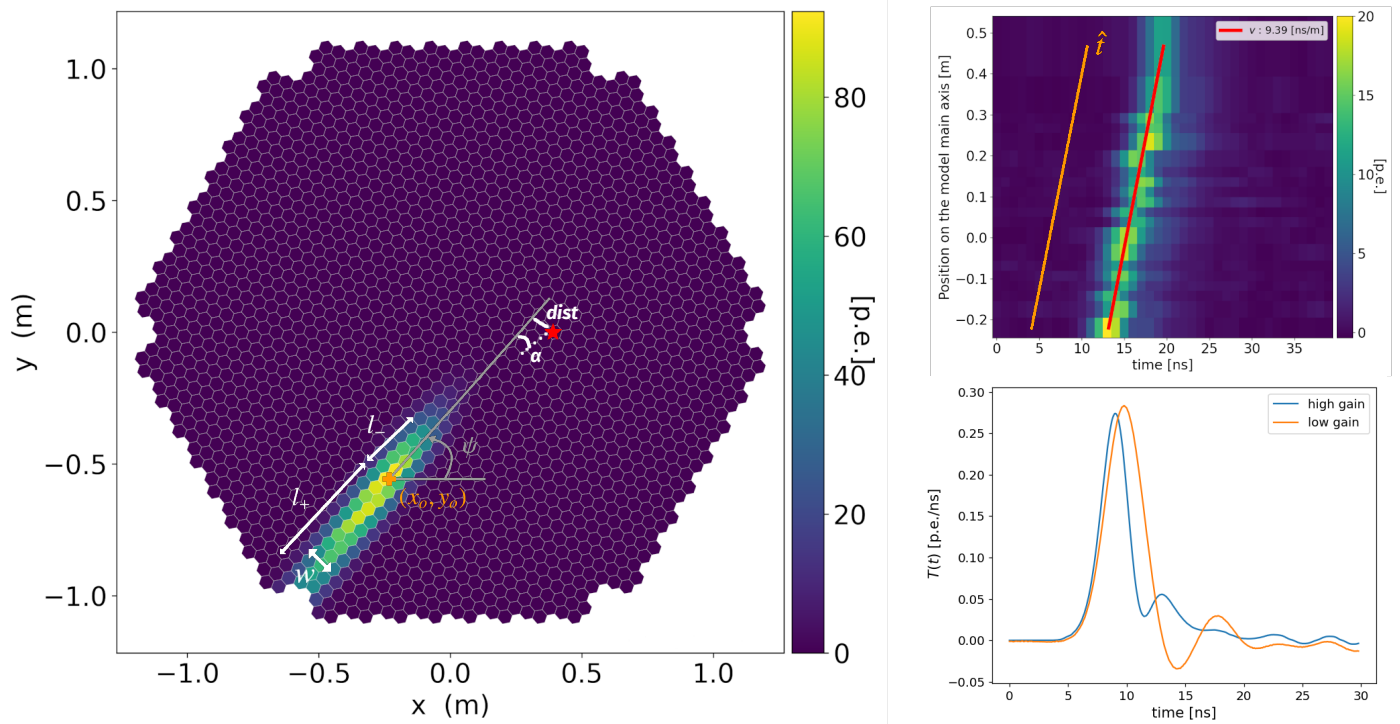 1.0
0.5
0.0
−0.5
−1.0
y (m)
−1.0
−0.5
0.0
0.5
1.0
x (m)
dist
α
l−
l+
ψ
(xo, yo)
w
80
60
40
20
0
[p.e.]
v : 9.39 [ns/m]
t̂
0.5
0.4
0.3
0.2
0.1
0.0
−0.1
−0.2
Position on the model main axis [m]
0
5
10
15
20
25
30
35
time [ns]
20
15
10
5
0
[p.e.]
high gain
low gain
0.30
0.25
0.20
0.15
0.10
0.05
0.00
−0.05
T(t) [p.e./ns]
0
5
10
15
20
25
30
time [ns]